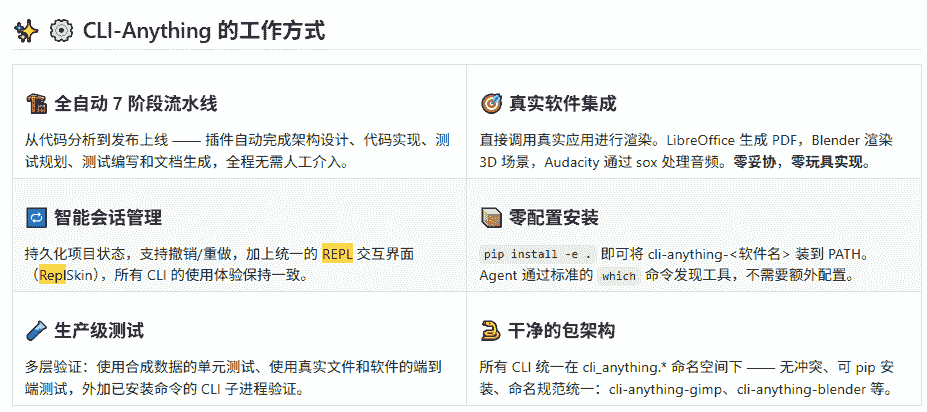 CLI-Anything 的工作方式
全自动 7 阶段流水线
从代码分析到发布上线 —— 插件自动完成架构设计、代码实现、测
试规划、测试编写和文档生成，全程无需人工介入。
真实软件集成
直接调用真实应用进行渲染。LibreOffice 生成 PDF，Blender 渲染
3D 场景，Audacity 通过 sox 处理音频。零妥协，零玩具实现。
智能会话管理
持久化项目状态，支持撤销/重做，加上统一的 REPL 交互界面
（ReplSkin），所有 CLI 的使用体验保持一致。
零配置安装
pip install -e . 即可将 cli-anything-<软件名> 装到 PATH。
Agent 通过标准的 which 命令发现工具，不需要额外配置。
生产级测试
多层验证：使用合成数据的单元测试、使用真实文件和软件的端到
端测试，外加已安装命令的 CLI 子进程验证。
干净的包架构
所有 CLI 统一在 cli_anything.* 命名空间下 —— 无冲突、可 pip 安
装、命名规范统一：cli-anything-gimp、cli-anything-blender 等。